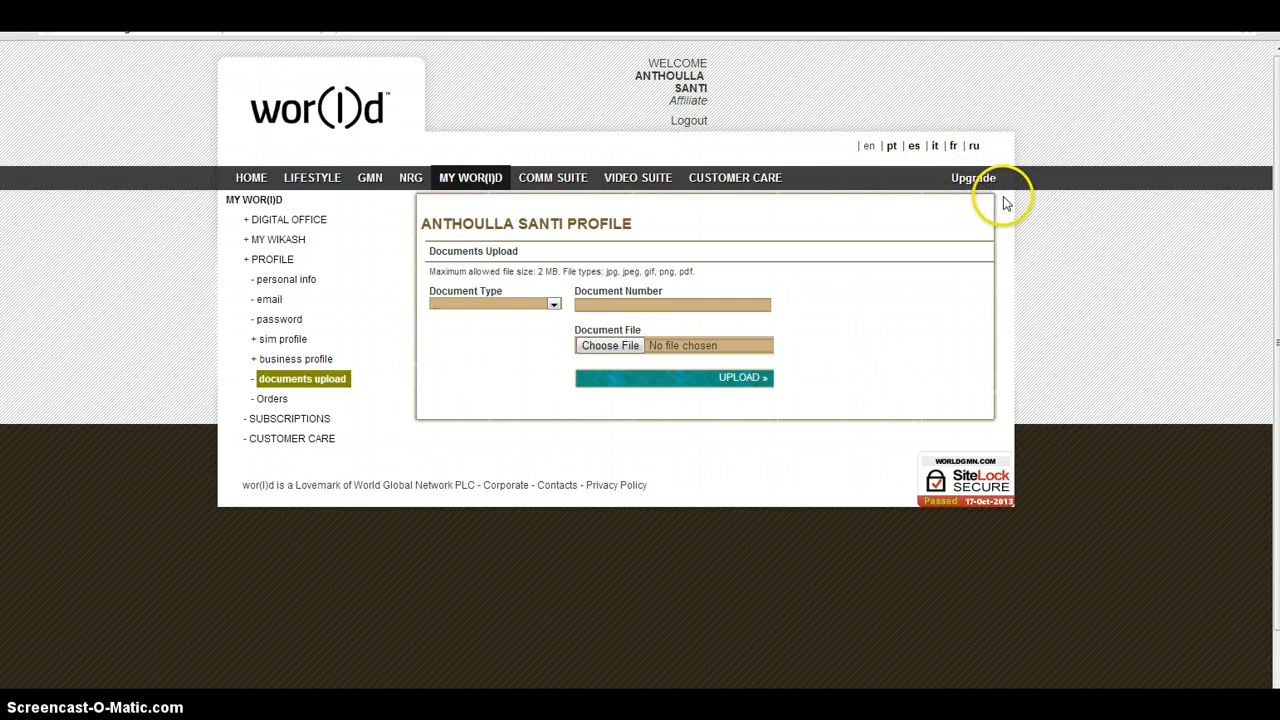 WELCOME
ANTHOULLA
SANTI
Affiliate
Logout
wor(l)d™
| en | pt | es | it | fr | ru
HOME LIFESTYLE GMN NRG MY WOR(l)D COMM SUITE VIDEO SUITE CUSTOMER CARE Upgrade
MY WOR(l)D
+ DIGITAL OFFICE
+ MY WIKASH
+ PROFILE
- personal info
- email
- password
+ sim profile
+ business profile
- documents upload
- Orders
- SUBSCRIPTIONS
- CUSTOMER CARE
ANTHOULLA SANTI PROFILE
Documents Upload
Maximum allowed file size: 2 MB. File types: jpg, jpeg, gif, png, pdf.
Document Type Document Number
..
Document File
Choose File No file chosen
UPLOAD »
WORLDGMN.COM
SiteLock
SECURE
Passed 17-Oct-2013
wor(l)d is a Lovemark of World Global Network PLC - Corporate - Contacts - Privacy Policy
Screencast-O-Matic.com